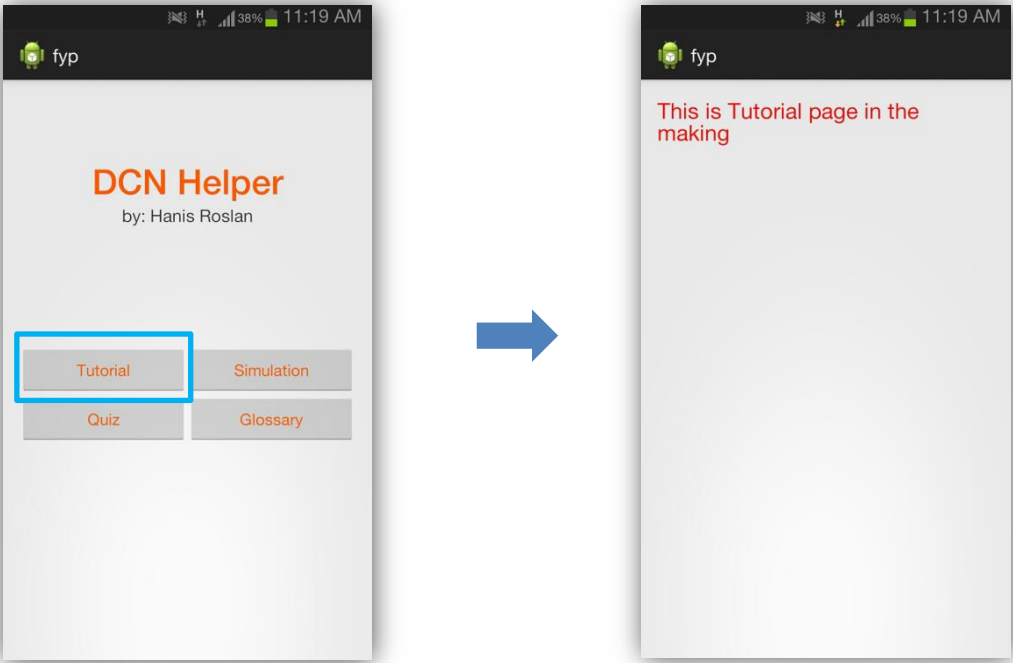 H 38% 11:19 AM
fyp
DCN Helper
by: Hanis Roslan
Tutorial Simulation
Quiz Glossary
H 38% 11:19 AM
fyp
This is Tutorial page in the
making